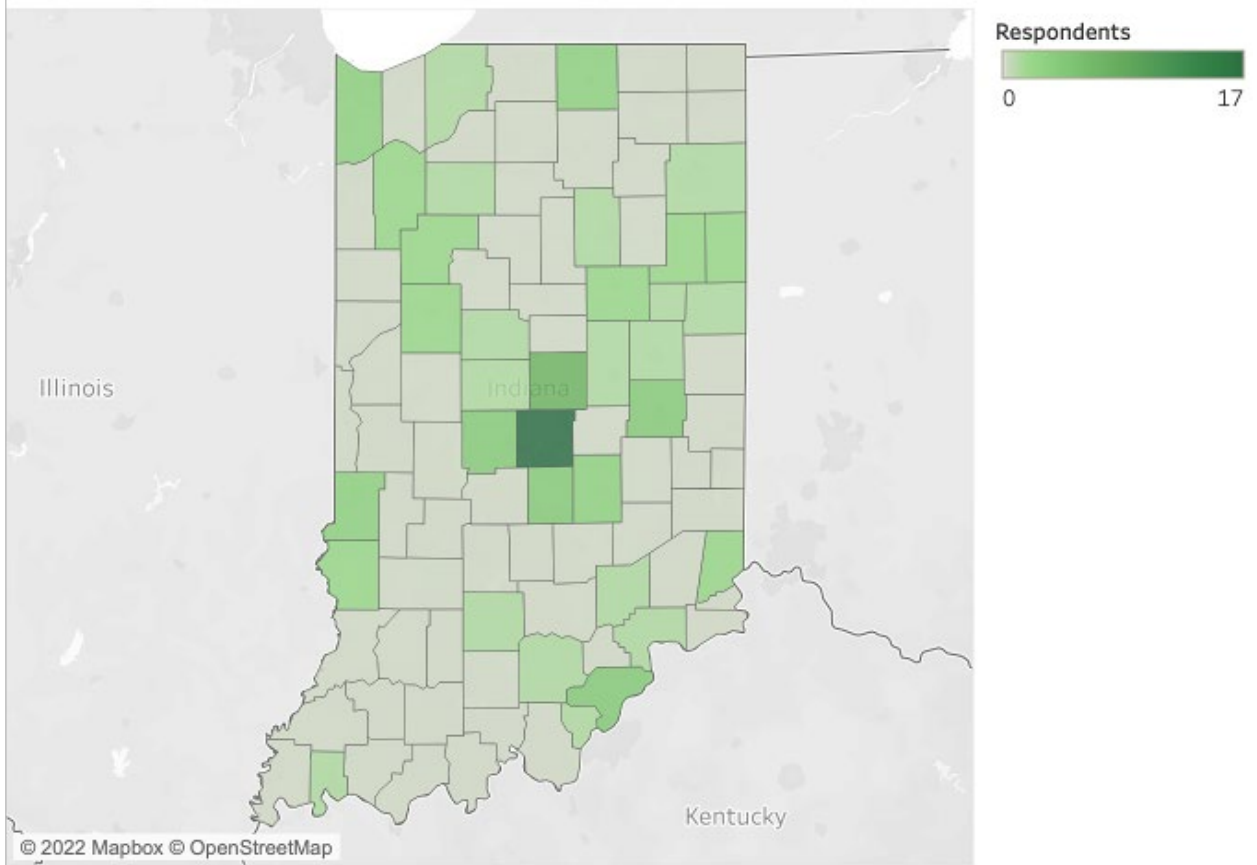 Respondents
0 17
Illinois
Indiana
Kentucky
© 2022 Mapbox © OpenStreetMap